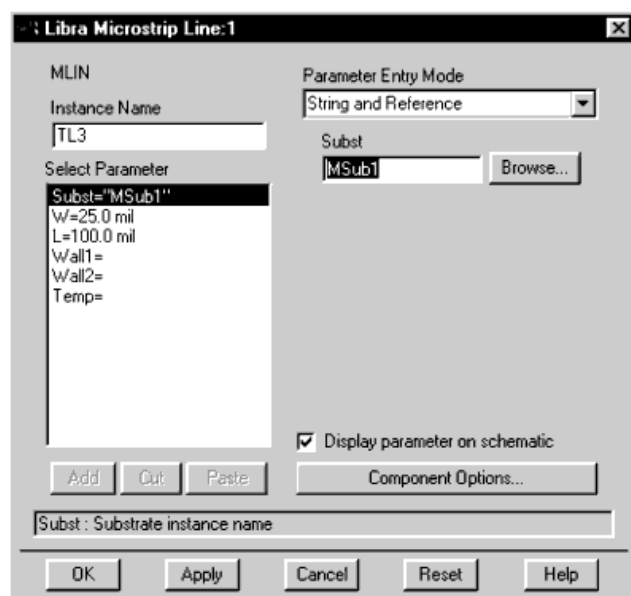 Libra Microstrip Line:1
MLIN
Instance Name
TL3
Select Parameter
Subst="MSub1"
W=25.0 mil
L=100.0 mil
Wall1=
Wall2=
Temp=
Add Cut Paste
Parameter Entry Mode
String and Reference
Subst
MSub1 Browse...
Display parameter on schematic
Component Options...
Subst : Substrate instance name
OK Apply Cancel Reset Help